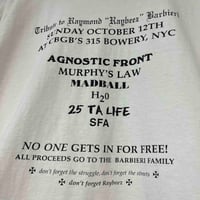 Tribute to Raymond "Raybeez" Barbieri
SUNDAY OCTOBER 12TH
AT CBGB'S 315 BOWERY, NYC
AGNOSTIC FRONT
MURPHY'S LAW
MADBALL
H2O
25 TA LIFE
SFA
NO ONE GETS IN FOR FREE!
ALL PROCEEDS GO TO THE BARBIERI FAMILY
don't forget the struggle, don't forget the streets
don't forget Raybeez